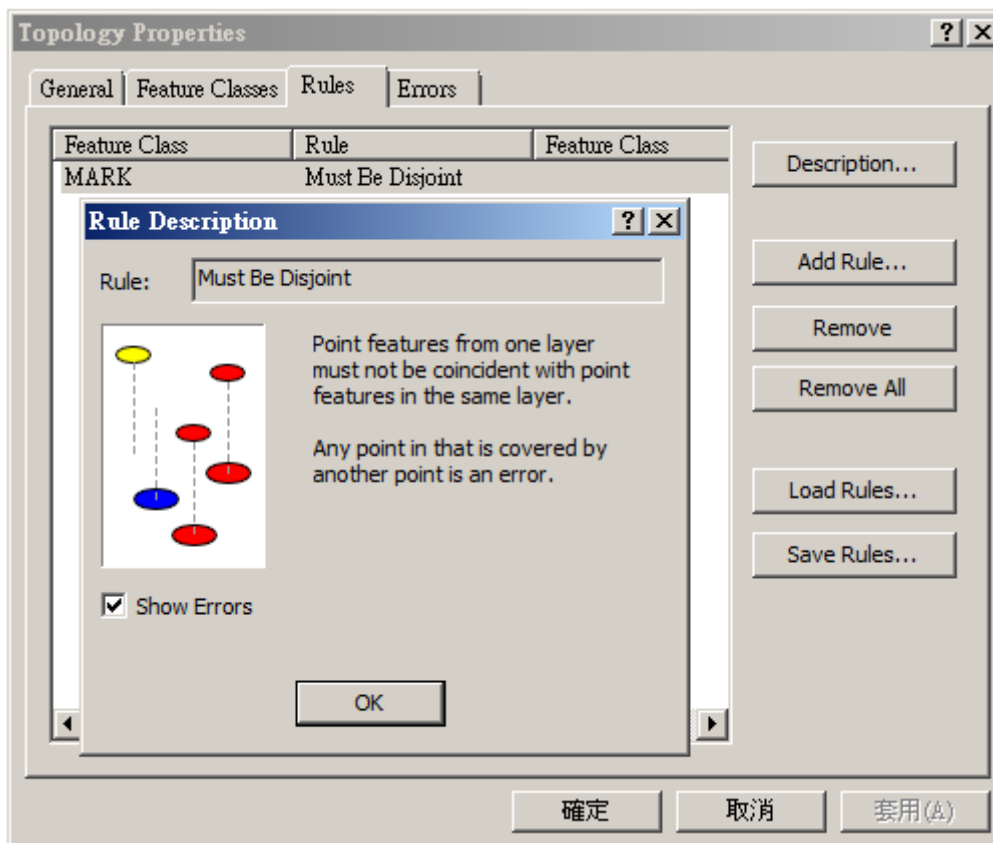 Topology Properties
General Feature Classes Rules Errors
Feature Class Rule Feature Class
MARK Must Be Disjoint
Description...
Add Rule...
Remove
Remove All
Load Rules...
Save Rules...
Rule Description
Rule: Must Be Disjoint
Point features from one layer
must not be coincident with point
features in the same layer.
Any point in that is covered by
another point is an error.
Show Errors
OK
確定 取消 套用(A)